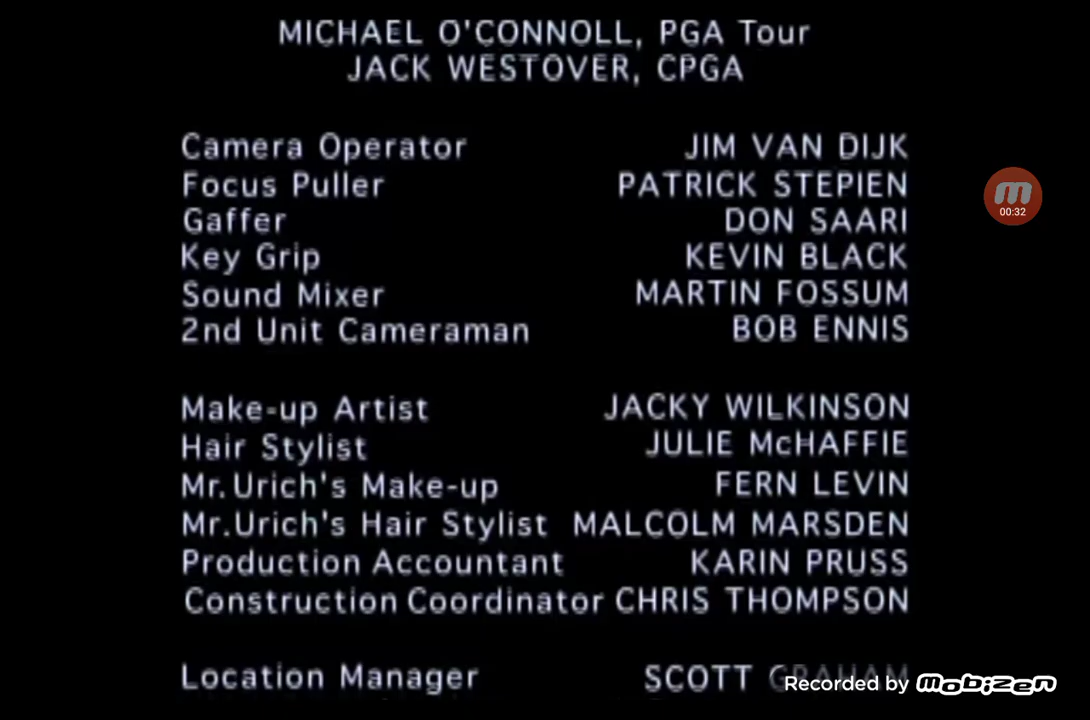 MICHAEL O'CONNOLL, PGA Tour
JACK WESTOVER, CPGA
Camera Operator JIM VAN DIJK
Focus Puller PATRICK STEPIEN
Gaffer DON SAARI
Key Grip KEVIN BLACK
Sound Mixer MARTIN FOSSUM
2nd Unit Cameraman BOB ENNIS
Make-up Artist JACKY WILKINSON
Hair Stylist JULIE McHAFFIE
Mr. Urich's Make-up FERN LEVIN
Mr.Urich's Hair Stylist MALCOLM MARSDEN
Production Accountant KARIN PRUSS
Construction Coordinator CHRIS THOMPSON
Location Manager SCOTT GRAHAM
00:32
Recorded by mobizen